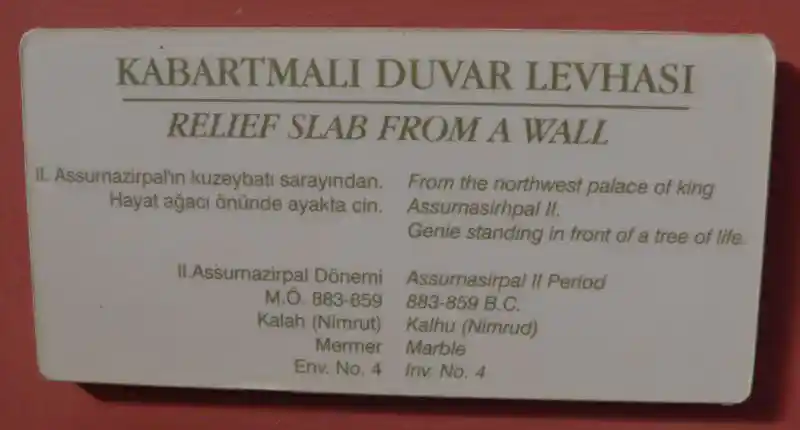 KABARTMALI DUVAR LEVHASI
RELIEF SLAB FROM A WALL
II. Assurnazirpal'ın kuzeybatı sarayından.
Hayat ağacı önünde ayakta cin.
From the northwest palace of king
Assurnasirhpal II.
Genie standing in front of a tree of life.
II.Assurnazirpal Dönemi
M.Ö. 883-859
Kalah (Nimrut)
Mermer
Env. No. 4
Assurnasirpal II Period
883-859 B.C.
Kalhu (Nimrud)
Marble
Inv. No. 4